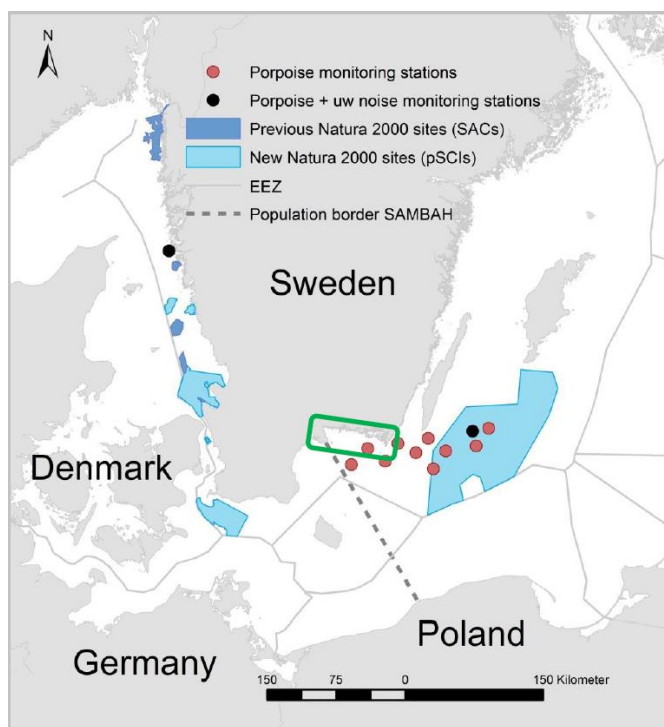 N
Porpoise monitoring stations
Porpoise + uw noise monitoring stations
Previous Natura 2000 sites (SACs)
New Natura 2000 sites (pSCIs)
EEZ
Population border SAMBAH
Sweden
Denmark
Poland
Germany
150 75 0 150 Kilometer